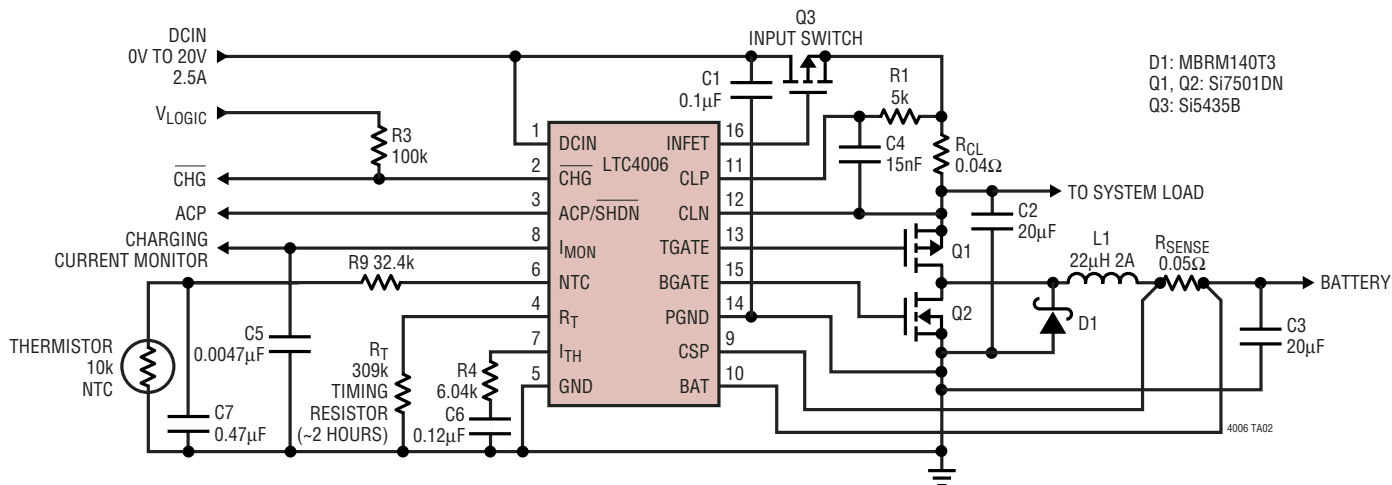 DCIN
0V TO 20V
2.5A
VLOGIC
R3
100k
CHG
ACP
CHARGING
CURRENT MONITOR
R9 32.4k
THERMISTOR
10k
NTC
C5
0.0047µF
C7
0.47µF
RT
309k
TIMING
RESISTOR
(~2 HOURS)
R4
6.04k
C6
0.12µF
LTC4006
1 DCIN
2 CHG
3 ACP/SHDN
8 IMON
6 NTC
4 RT
7 ITH
5 GND
INFET 16
CLP 11
CLN 12
TGATE 13
BGATE 15
PGND 14
CSP 9
BAT 10
C1
0.1µF
Q3
INPUT SWITCH
R1
5k
C4
15nF
RCL
0.04Ω
TO SYSTEM LOAD
C2
20µF
Q1
Q2
D1
L1
22µH 2A
RSENSE
0.05Ω
BATTERY
C3
20µF
D1: MBRM140T3
Q1, Q2: Si7501DN
Q3: Si5435B
4006 TA02